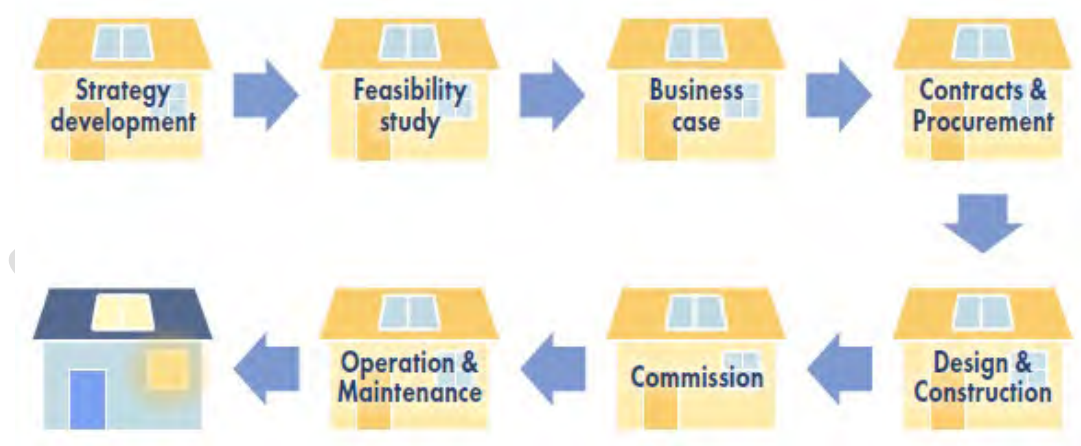 Strategy
development
Feasibility
study
Business
case
Contracts &
Procurement
Design &
Construction
Commission
Operation &
Maintenance